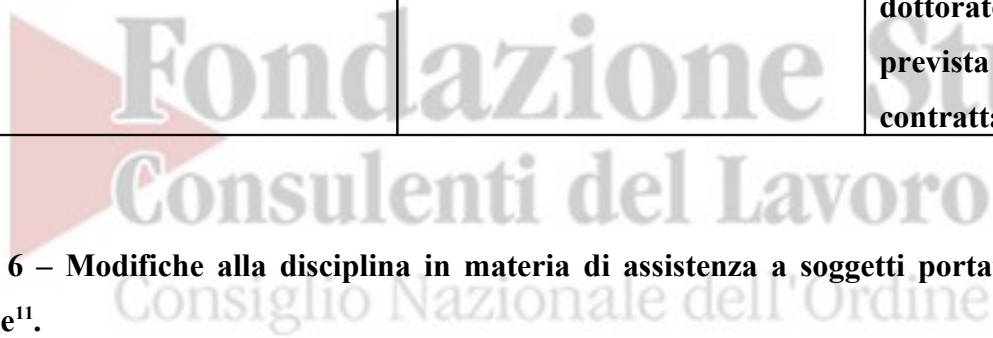 dottorato
prevista
contratta
Fondazione
Consulenti del Lavoro
6 – Modifiche alla disciplina in materia di assistenza a soggetti porta
Consiglio Nazionale dell'Ordine
e¹¹.